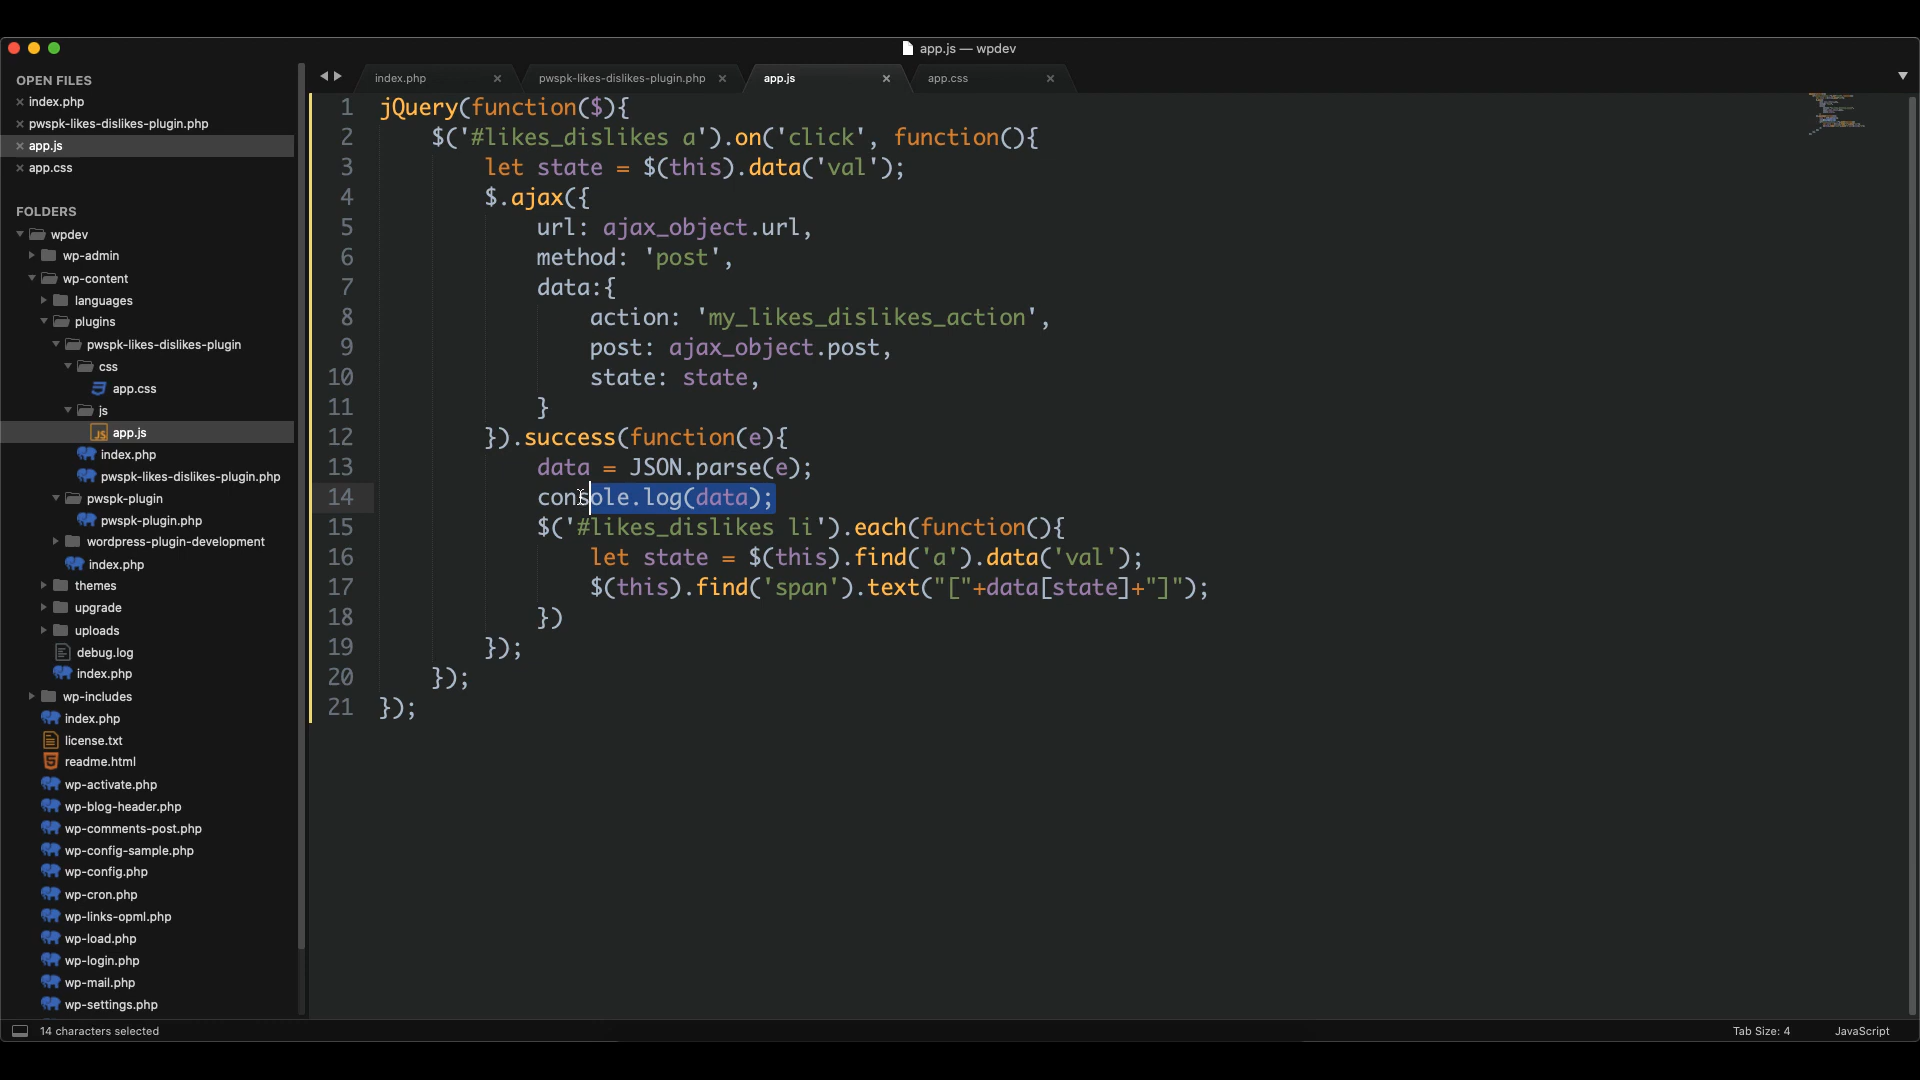 app.js — wpdev
OPEN FILES
index.php
pwspk-likes-dislikes-plugin.php
app.js
app.css
FOLDERS
wpdev
wp-admin
wp-content
languages
plugins
pwspk-likes-dislikes-plugin
css
app.css
js
app.js
index.php
pwspk-likes-dislikes-plugin.php
pwspk-plugin
pwspk-plugin.php
wordpress-plugin-development
index.php
themes
upgrade
uploads
debug.log
index.php
wp-includes
index.php
license.txt
readme.html
wp-activate.php
wp-blog-header.php
wp-comments-post.php
wp-config-sample.php
wp-config.php
wp-cron.php
wp-links-opml.php
wp-load.php
wp-login.php
wp-mail.php
wp-settings.php
index.php pwspk-likes-dislikes-plugin.php app.js app.css
1 jQuery(function($){
2 $('#likes_dislikes a').on('click', function(){
3 let state = $(this).data('val');
4 $.ajax({
5 url: ajax_object.url,
6 method: 'post',
7 data:{
8 action: 'my_likes_dislikes_action',
9 post: ajax_object.post,
10 state: state,
11 }
12 }).success(function(e){
13 data = JSON.parse(e);
14 console.log(data);
15 $('#likes_dislikes li').each(function(){
16 let state = $(this).find('a').data('val');
17 $(this).find('span').text("["+data[state]+"]");
18 })
19 });
20 });
21 });
14 characters selected
Tab Size: 4
JavaScript